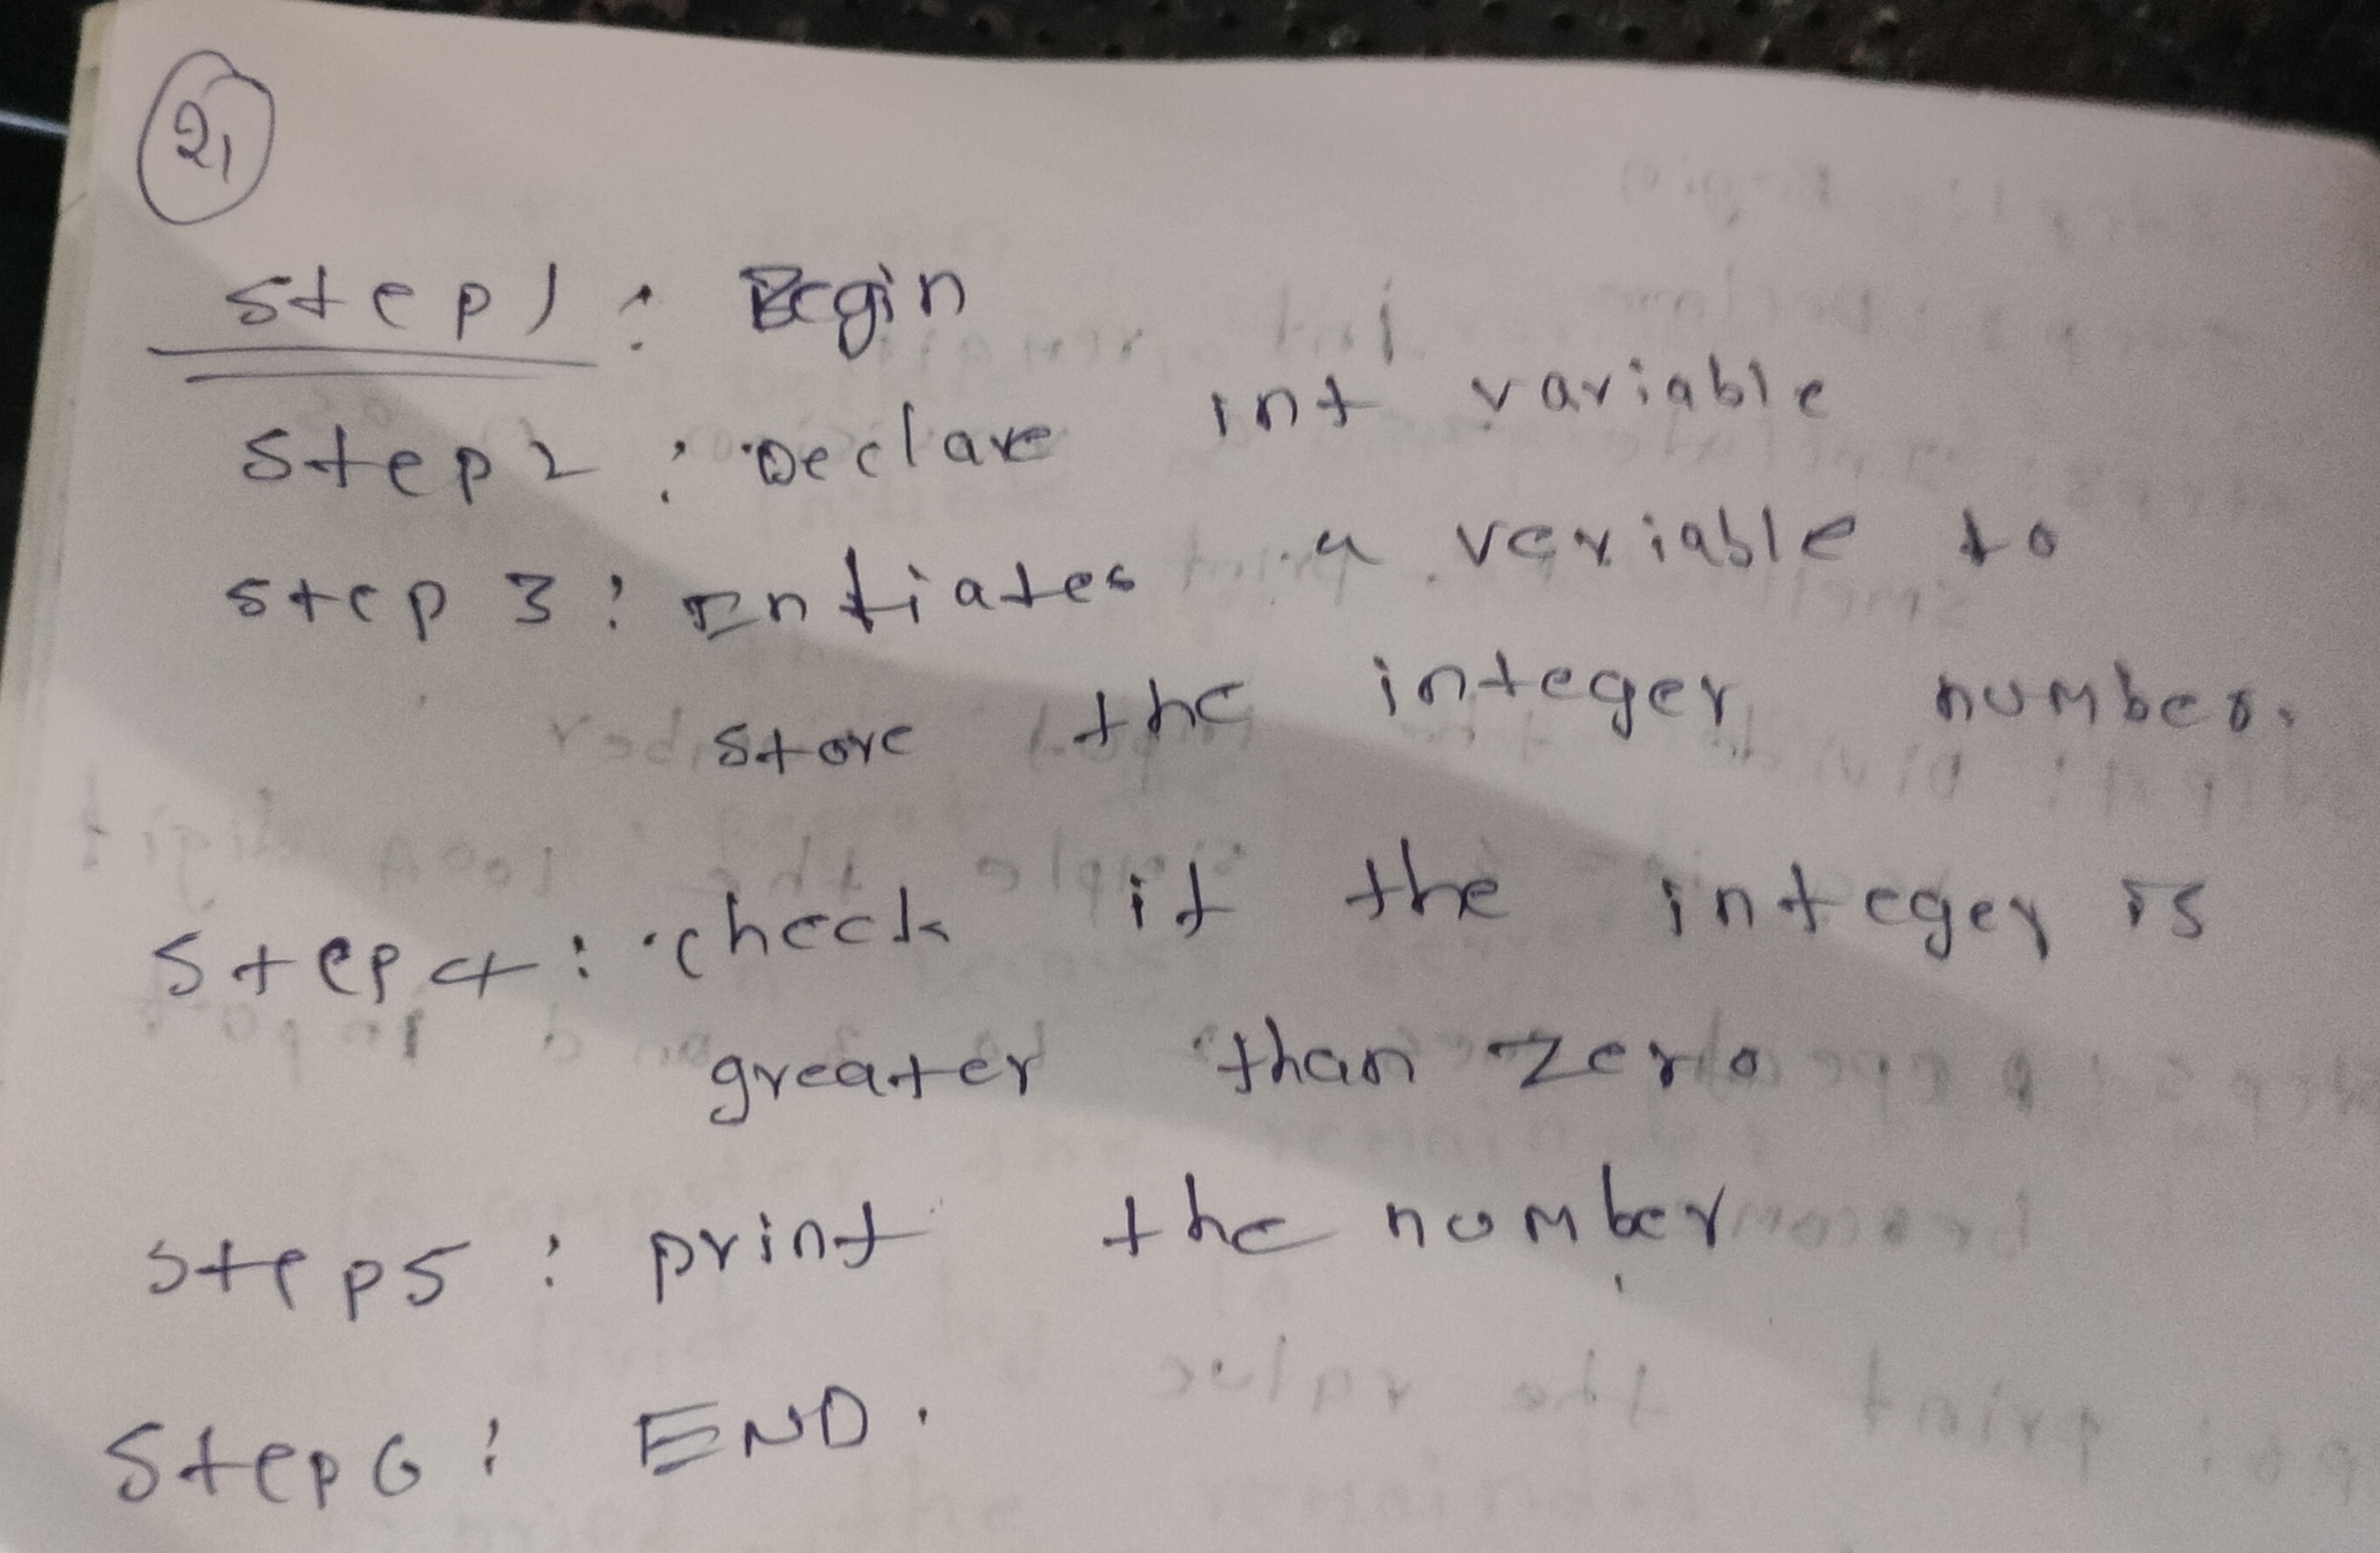 21
Step1: Begin
Step2: Declare int variable
Step 3: Intiates a variable to
store the integer number.
Step4: check if the integer is
greater than zero
Step5: print the number
Step6: END.